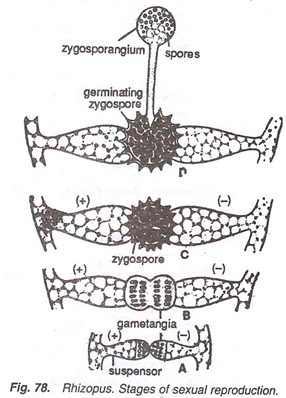 zygosporangium
spores
germinating
zygospore
D
(+) (−)
C
zygospore
(+) (−)
B
gametangia
(+) (−)
A
suspensor
Fig. 78. Rhizopus. Stages of sexual reproduction.